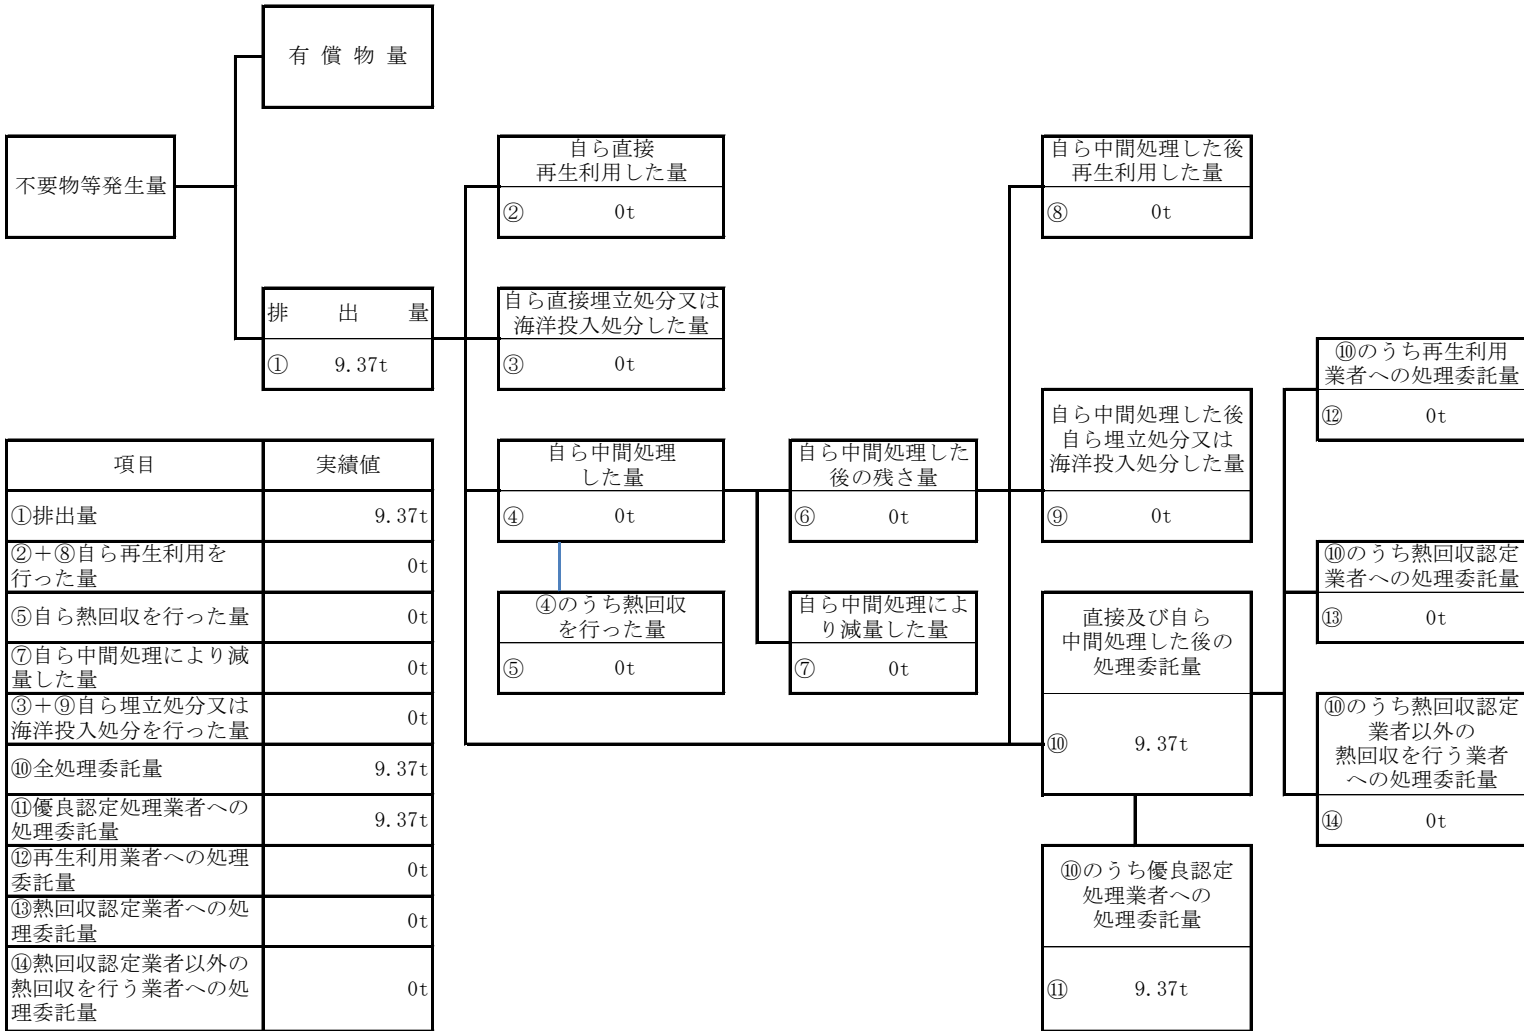 有償物量
不要物等発生量
排出量
① 9.37t
自ら直接
再生利用した量
② 0t
自ら直接埋立処分又は
海洋投入処分した量
③ 0t
自ら中間処理
した量
④ 0t
④のうち熱回収
を行った量
⑤ 0t
自ら中間処理した
後の残さ量
⑥ 0t
自ら中間処理によ
り減量した量
⑦ 0t
自ら中間処理した後
再生利用した量
⑧ 0t
自ら中間処理した後
自ら埋立処分又は
海洋投入処分した量
⑨ 0t
直接及び自ら
中間処理した後の
処理委託量
⑩ 9.37t
⑩のうち優良認定
処理業者への
処理委託量
⑪ 9.37t
⑩のうち再生利用
業者への処理委託量
⑫ 0t
⑩のうち熱回収認定
業者への処理委託量
⑬ 0t
⑩のうち熱回収認定
業者以外の
熱回収を行う業者
への処理委託量
⑭ 0t
項目 実績値
①排出量 9.37t
②＋⑧自ら再生利用を
行った量 0t
⑤自ら熱回収を行った量 0t
⑦自ら中間処理により減
量した量 0t
③＋⑨自ら埋立処分又は
海洋投入処分を行った量 0t
⑩全処理委託量 9.37t
⑪優良認定処理業者への
処理委託量 9.37t
⑫再生利用業者への処理
委託量 0t
⑬熱回収認定業者への処
理委託量 0t
⑭熱回収認定業者以外の
熱回収を行う業者への処
理委託量 0t